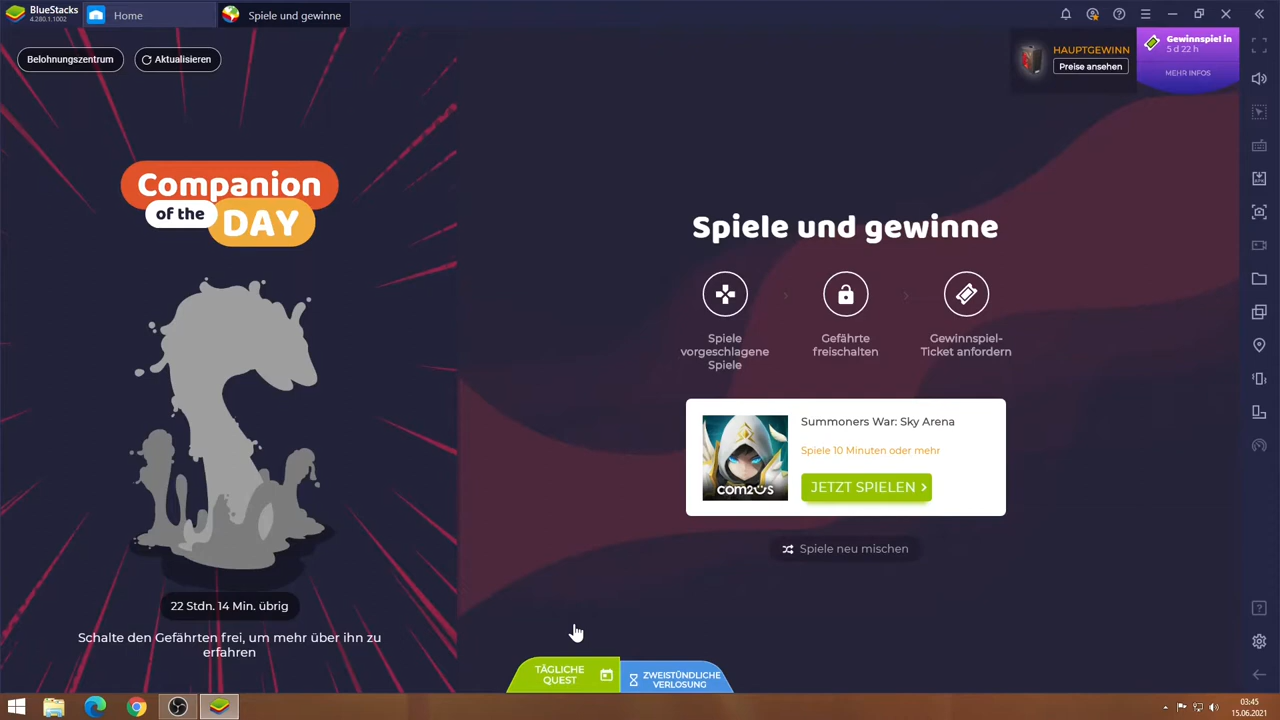 BlueStacks
4.280.1.1002
Home
Spiele und gewinne
Belohnungszentrum
Aktualisieren
HAUPTGEWINN
Preise ansehen
Gewinnspiel in
5 d 22 h
MEHR INFOS
Companion
of the DAY
22 Stdn. 14 Min. übrig
Schalte den Gefährten frei, um mehr über ihn zu
erfahren
Spiele und gewinne
Spiele
vorgeschlagene
Spiele
Gefährte
freischalten
Gewinnspiel-
Ticket anfordern
com2us
Summoners War: Sky Arena
Spiele 10 Minuten oder mehr
JETZT SPIELEN
Spiele neu mischen
TÄGLICHE
QUEST
ZWEISTÜNDLICHE
VERLOSUNG
03:45
15.06.2021